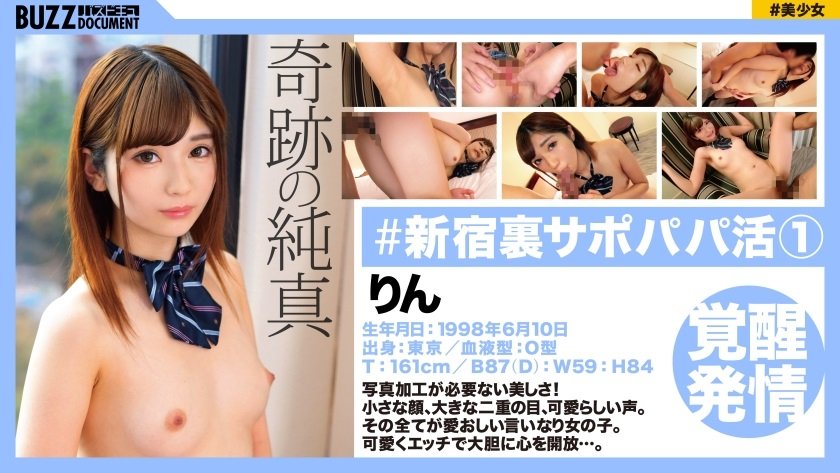 BUZZ
バズドキュ
DOCUMENT
#美少女
奇跡の純真
#新宿裏サポパパ活①
りん
生年月日:1998年6月10日
出身:東京/血液型:O型
T:161cm/B87(D):W59:H84
写真加工が必要ない美しさ!
小さな顔、大きな二重の目、可愛らしい声。
その全てが愛おしい言いなり女の子。
可愛くエッチで大胆に心を開放…。
覚醒
発情